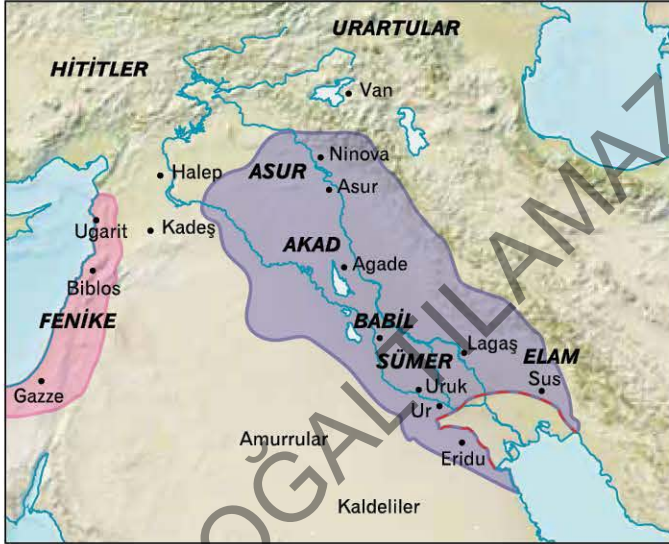 URARTULAR
HİTİTLER
Van
Ninova
ASUR
Halep
Asur
Ugarit
Kadeş
AKAD
Agade
Biblos
FENİKE
BABİL
Lagaş
SÜMER
ELAM
Sus
Gazze
Uruk
Ur
Amurrular
Eridu
Kaldeliler
OĞALTILAMAZ